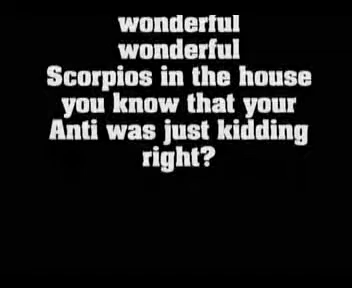 wonderful
wonderful
Scorpios in the house
you know that your
Anti was just kidding
right?